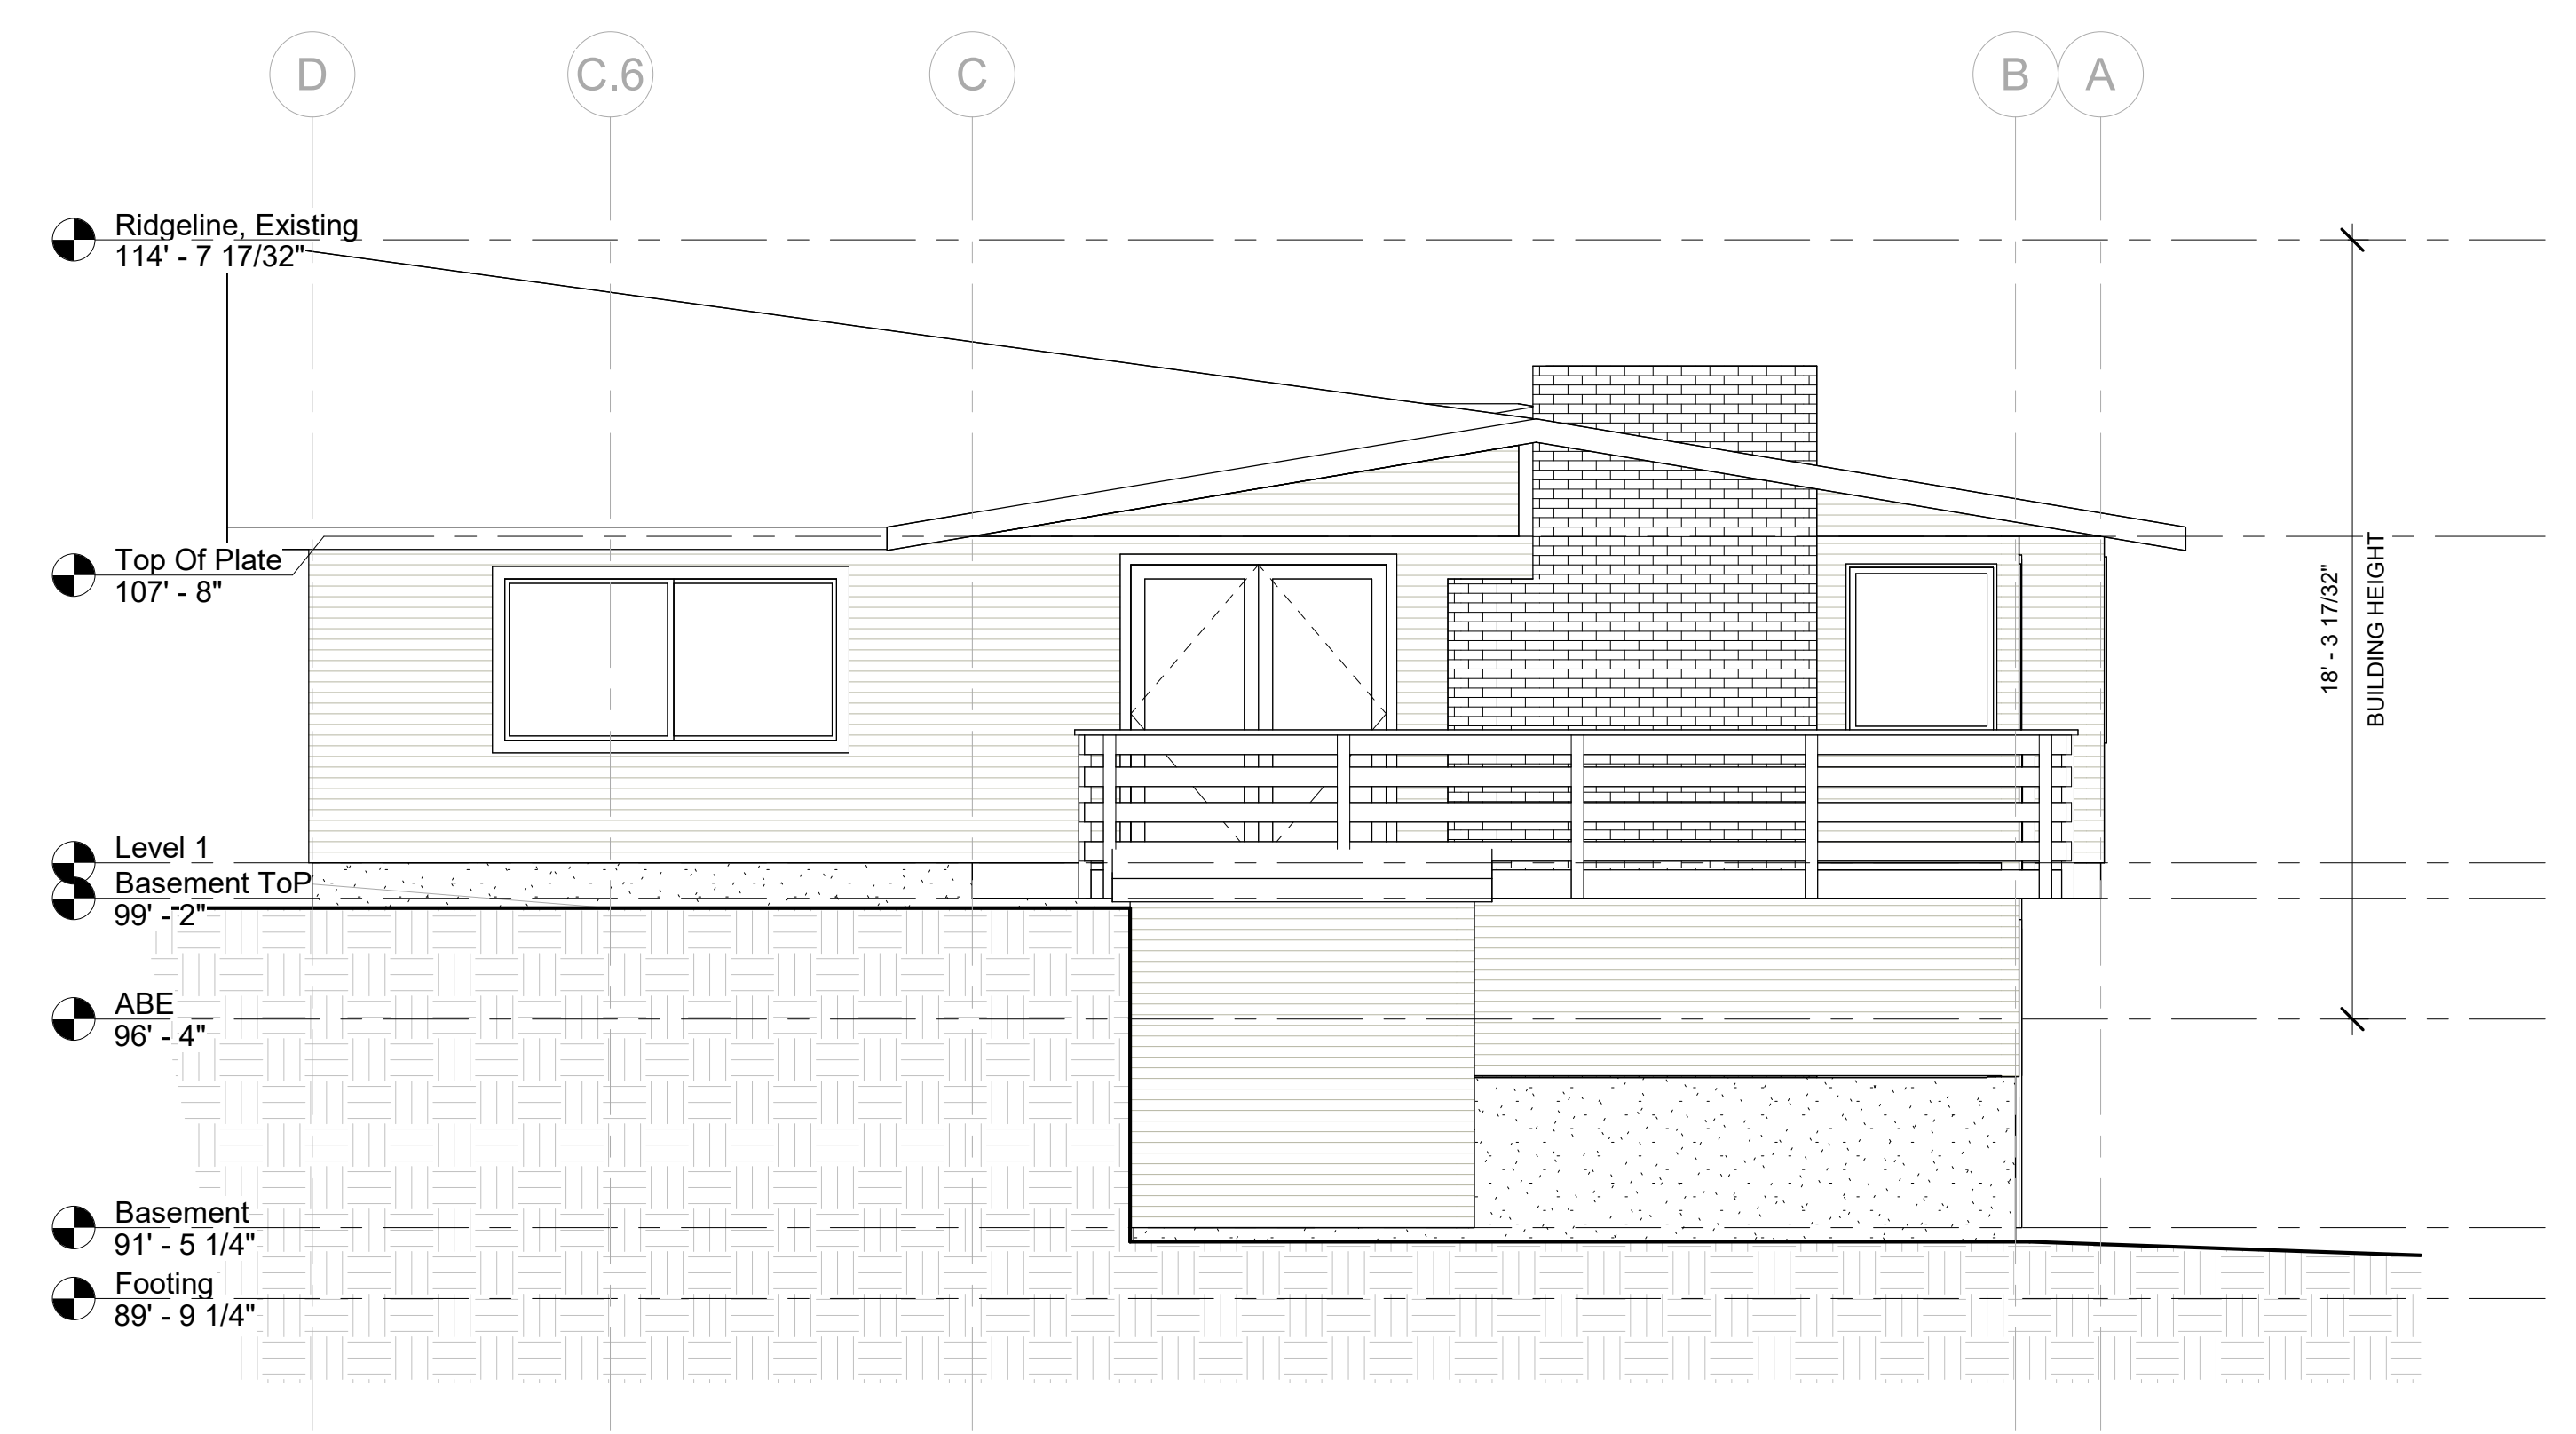 D
C.6
C
B
A
Ridgeline, Existing
114' - 7 17/32"
Top Of Plate
107' - 8"
18' - 3 17/32"
BUILDING HEIGHT
Level 1
Basement ToP
99' - 2"
ABE
96' - 4"
Basement
91' - 5 1/4"
Footing
89' - 9 1/4"